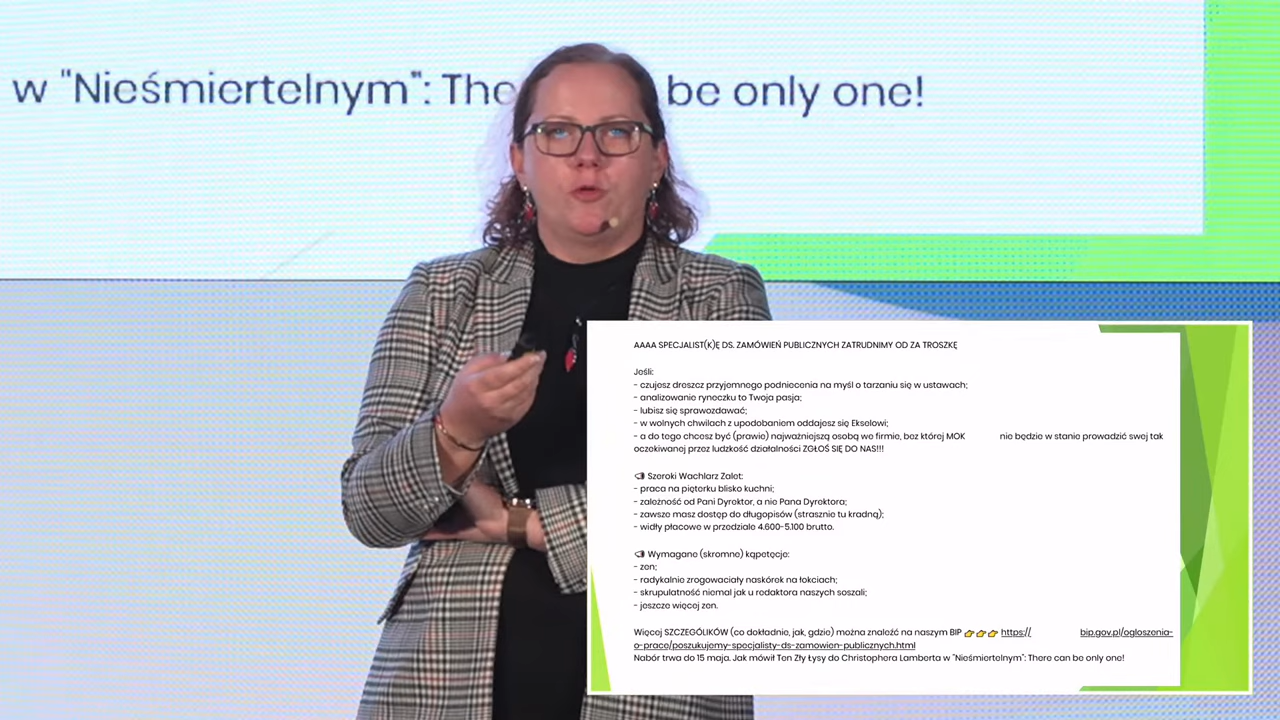 w "Nieśmiertelnym": The be only one!
AAAA SPECJALIST(K)Ę DS. ZAMÓWIEŃ PUBLICZNYCH ZATRUDNIMY OD ZA TROSZKĘ
Jeśli:
- czujesz droszcz przyjemnego podniecenia na myśl o tarzaniu się w ustawach;
- analizowanie ryneczku to Twoja pasja;
- lubisz się sprawozdawać;
- w wolnych chwilach z upodobaniem oddajesz się Ekselowi;
- a do tego chcesz być (prawie) najważniejszą osobą we firmie, bez której MOK nie będzie w stanie prowadzić swej tak
oczekiwanej przez ludzkość działalności ZGŁOŚ SIĘ DO NAS!!!
📢 Szeroki Wachlarz Zalet:
- praca na pięterku blisko kuchni;
- zależność od Pani Dyrektor, a nie Pana Dyrektora;
- zawsze masz dostęp do długopisów (strasznie tu kradną);
- widły płacowe w przedziale 4.600-5.100 brutto.
📢 Wymagane (skromne) kąpetęcje:
- zen;
- radykalnie zrogowaciały naskórek na łokciach;
- skrupulatność niemal jak u redaktora naszych soszali;
- jeszcze więcej zen.
Więcej SZCZEGÓLIKÓW (co dokładnie, jak, gdzie) można znaleźć na naszym BIP 👉👉👉 https:// bip.gov.pl/ogloszenia-
o-prace/poszukujemy-specjalisty-ds-zamowien-publicznych.html
Nabór trwa do 15 maja. Jak mówił Ten Zły Łysy do Christophera Lamberta w "Nieśmiertelnym": There can be only one!